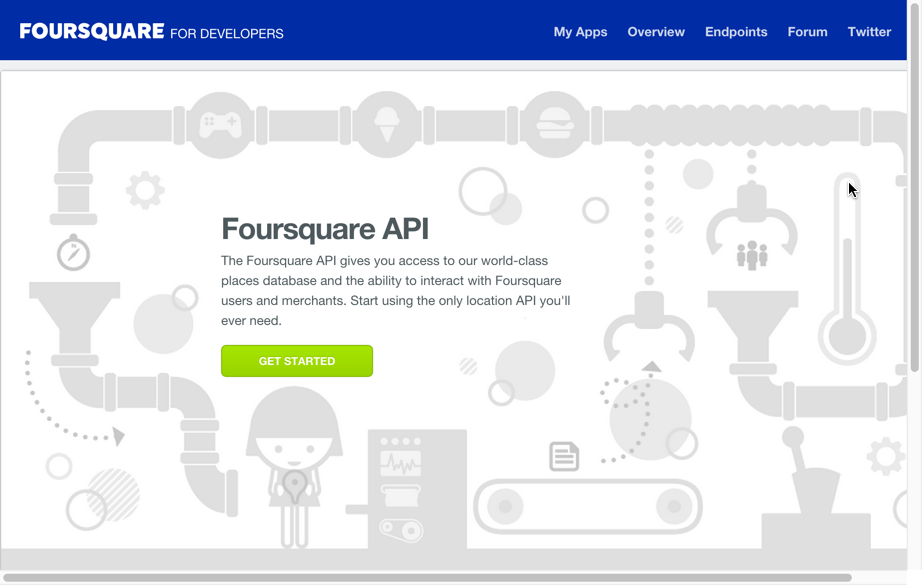 FOURSQUARE FOR DEVELOPERS
My Apps Overview Endpoints Forum Twitter
Foursquare API
The Foursquare API gives you access to our world-class
places database and the ability to interact with Foursquare
users and merchants. Start using the only location API you'll
ever need.
GET STARTED